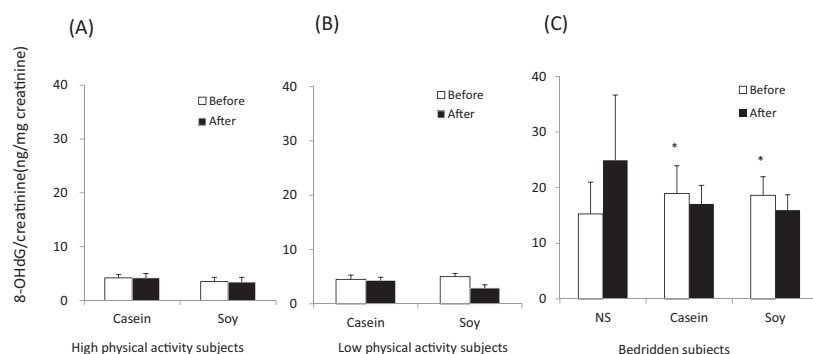 (A)
(B)
(C)
8-OHdG/creatinine(ng/mg creatinine)
40
30
20
10
0
Before
After
Casein
Soy
High physical activity subjects
40
30
20
10
0
Before
After
Casein
Soy
Low physical activity subjects
40
30
20
10
0
Before
After
*
*
NS
Casein
Soy
Bedridden subjects